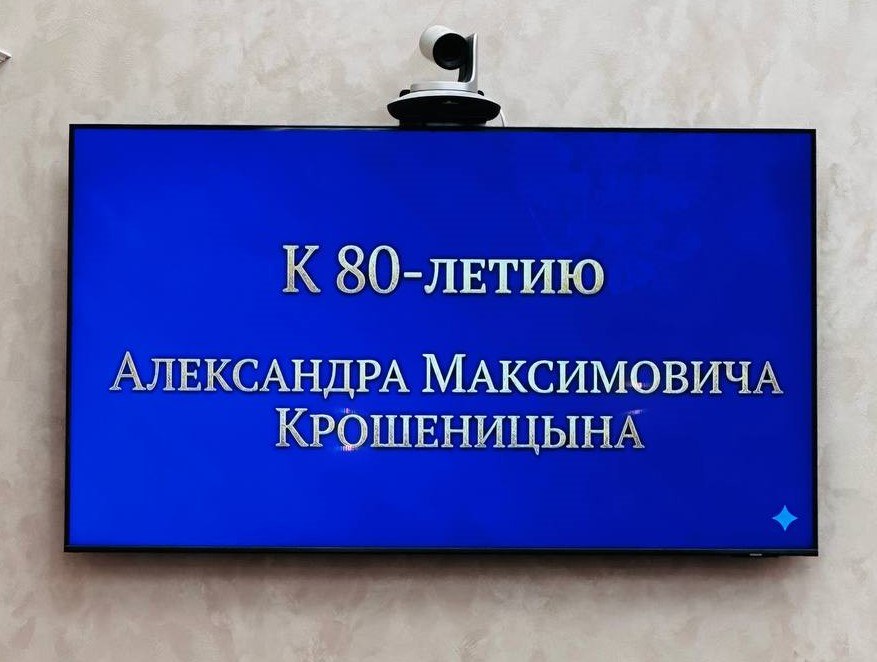 К 80-летию
Александра Максимовича
Крошеницына